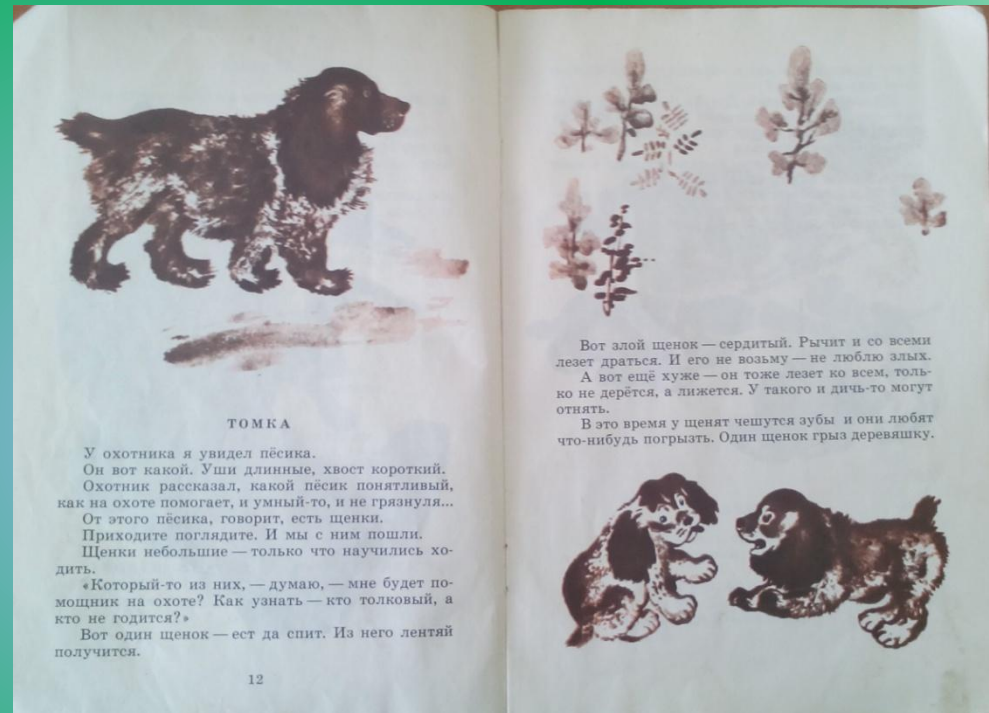 ТОМКА
У охотника я увидел пёсика.
Он вот какой. Уши длинные, хвост короткий.
Охотник рассказал, какой пёсик понятливый,
как на охоте помогает, и умный-то, и не грязнуля...
От этого пёсика, говорит, есть щенки.
Приходите поглядите. И мы с ним пошли.
Щенки небольшие — только что научились хо-
дить.
«Который-то из них, — думаю, — мне будет по-
мощник на охоте? Как узнать — кто толковый, а
кто не годится?»
Вот один щенок — ест да спит. Из него лентяй
получится.
12
Вот злой щенок — сердитый. Рычит и со всеми
лезет драться. И его не возьму — не люблю злых.
А вот ещё хуже — он тоже лезет ко всем, толь-
ко не дерётся, а лижется. У такого и дичь-то могут
отнять.
В это время у щенят чешутся зубы и они любят
что-нибудь погрызть. Один щенок грыз деревяшку.